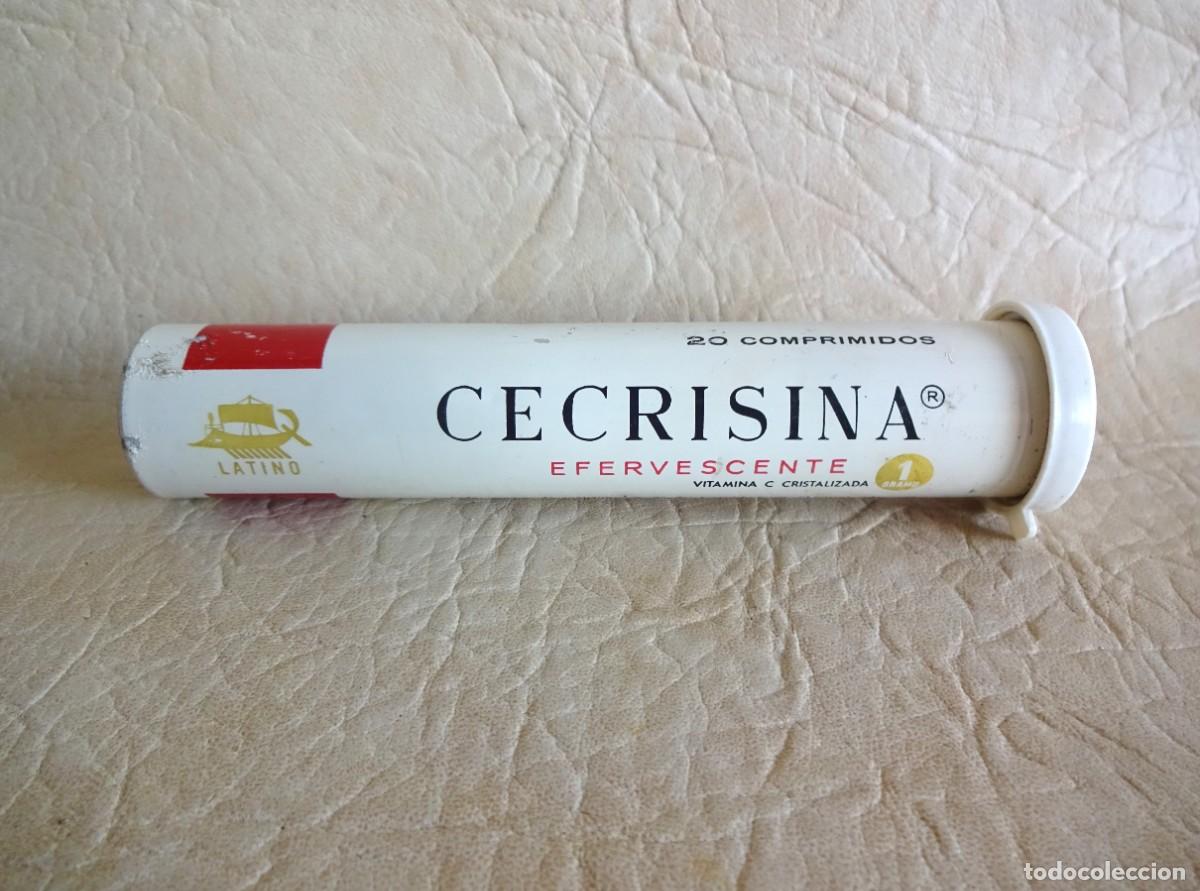 20 COMPRIMIDOS
CECRISINA®
EFERVESCENTE
VITAMINA C CRISTALIZADA
1
GRAMO
LATINO
todocoleccion